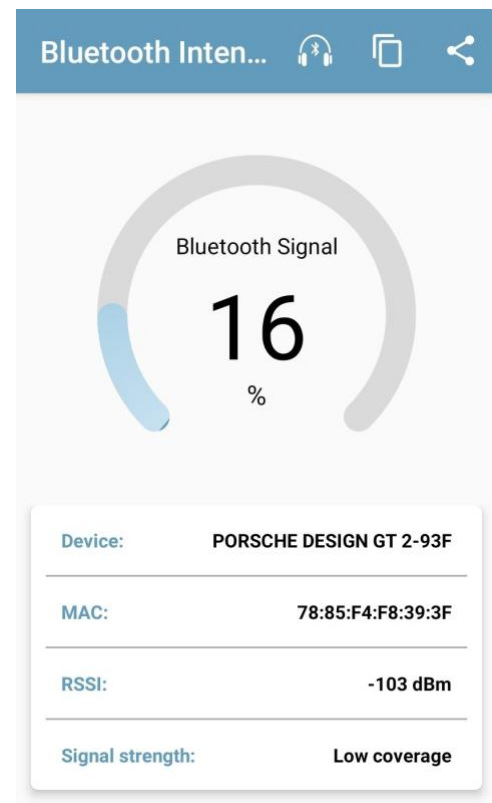 Bluetooth Inten...
Bluetooth Signal
16
%
Device: PORSCHE DESIGN GT 2-93F
MAC: 78:85:F4:F8:39:3F
RSSI: -103 dBm
Signal strength: Low coverage